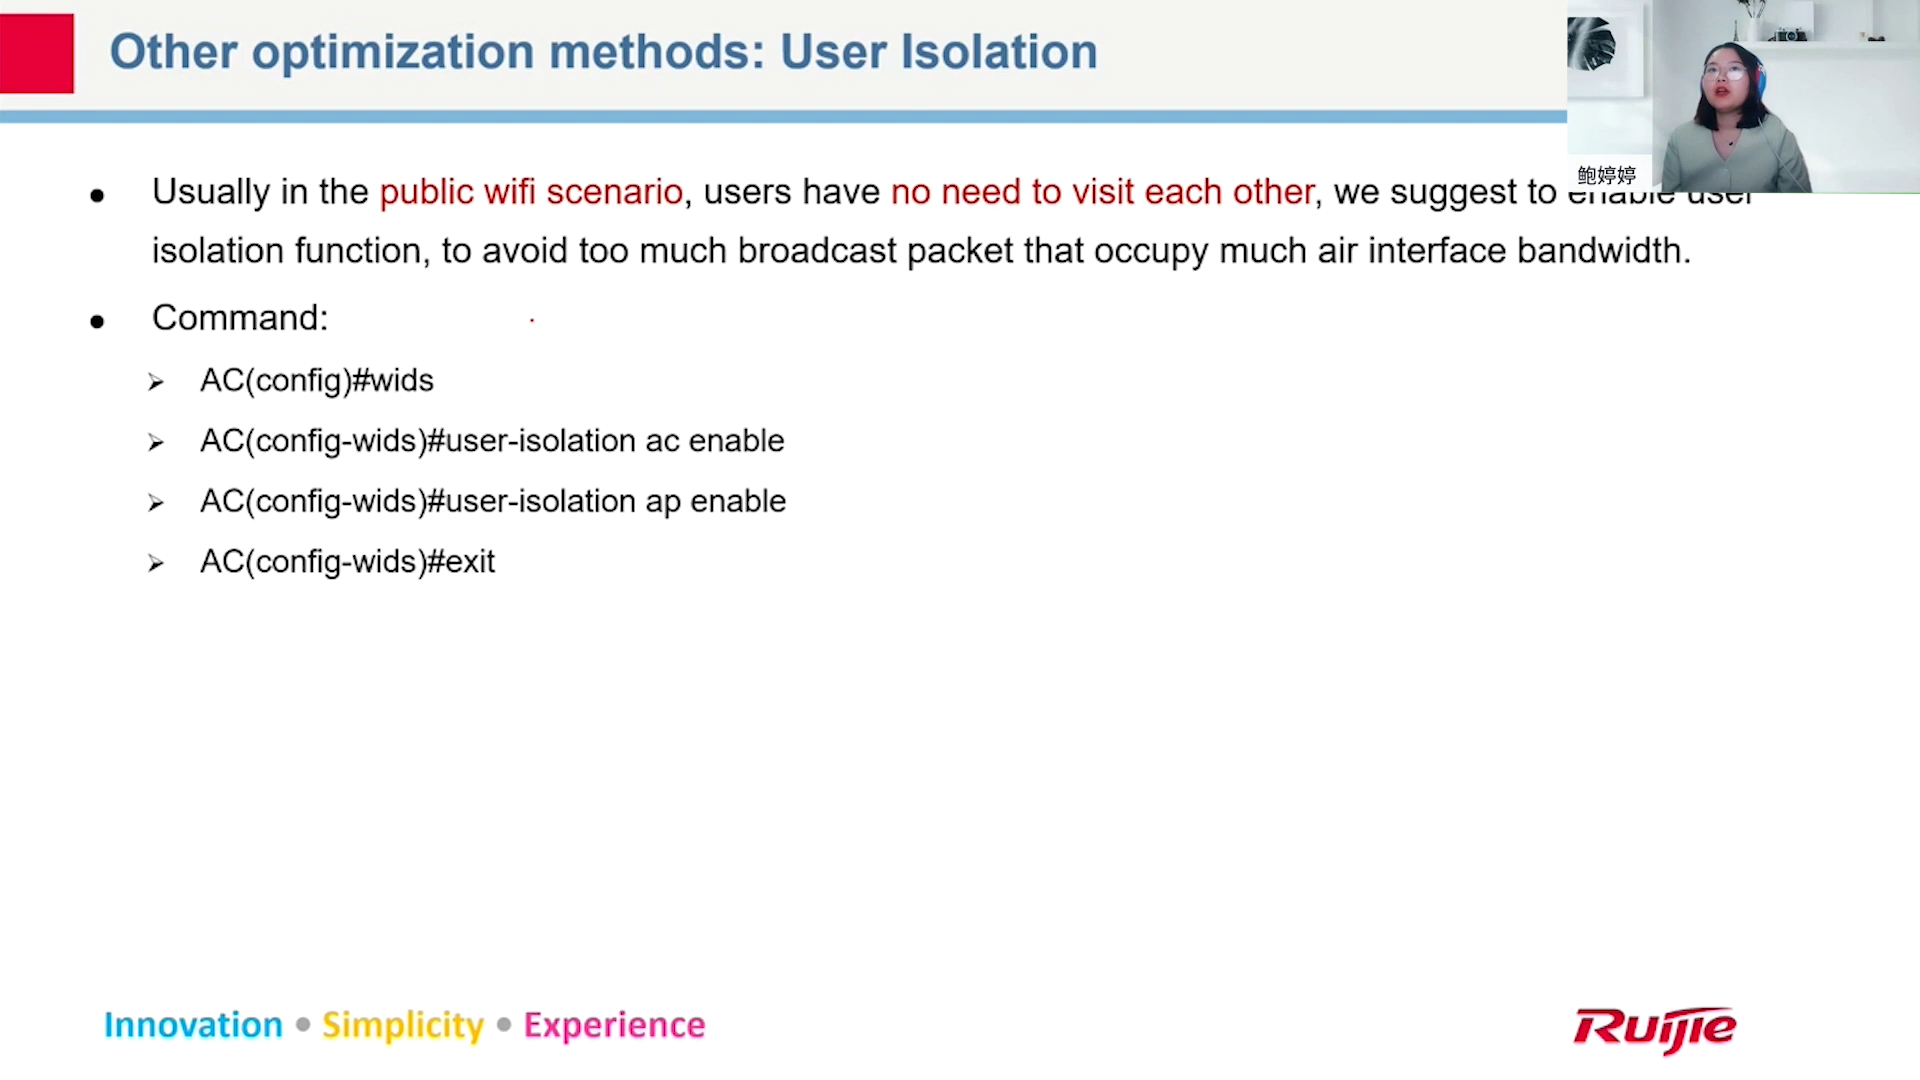 Other optimization methods: User Isolation
鲍婷婷
Usually in the public wifi scenario, users have no need to visit each other, we suggest to enable user
isolation function, to avoid too much broadcast packet that occupy much air interface bandwidth.
Command:
AC(config)#wids
AC(config-wids)#user-isolation ac enable
AC(config-wids)#user-isolation ap enable
AC(config-wids)#exit
Innovation • Simplicity • Experience
Ruijie